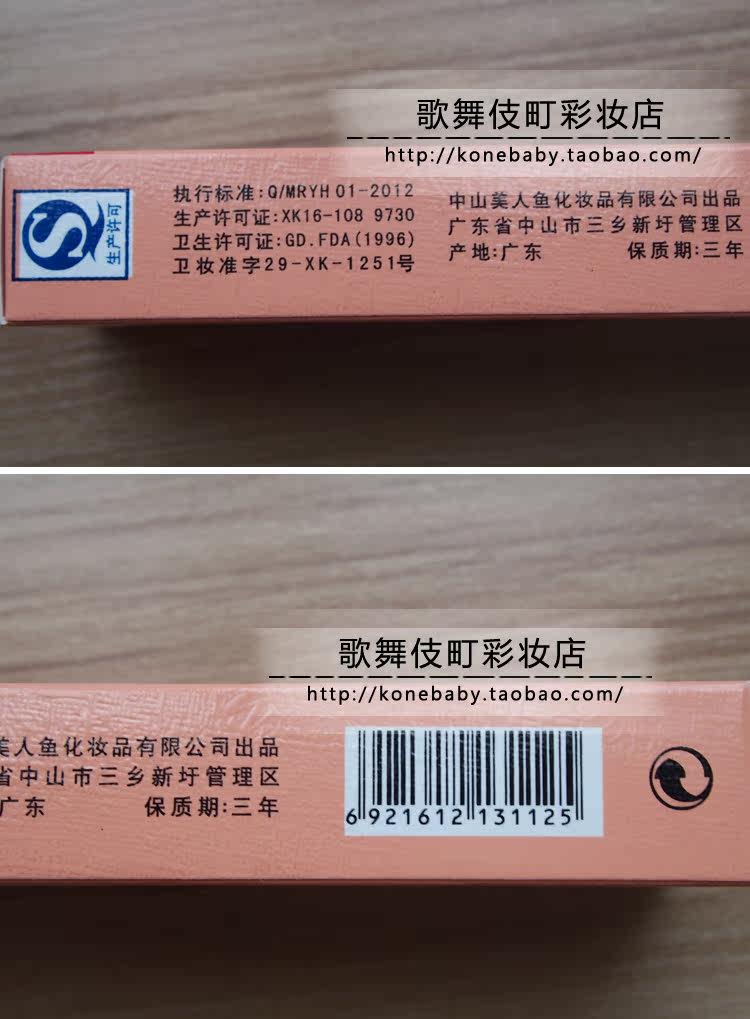 歌舞伎町彩妆店
http://konebaby.taobao.com/
生产许可
执行标准:Q/MRYH 01-2012
生产许可证:XK16-108 9730
卫生许可证:GD.FDA(1996)
卫妆准字29-XK-1251号
中山美人鱼化妆品有限公司出品
广东省中山市三乡新圩管理区
产地:广东 保质期:三年
歌舞伎町彩妆店
http://konebaby.taobao.com/
美人鱼化妆品有限公司出品
省中山市三乡新圩管理区
广东 保质期:三年
6 921612 131125